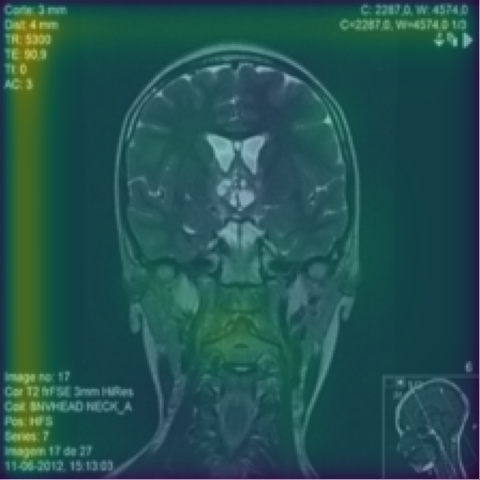 Corte: 3 mm
Dist: 4 mm
TR: 5300
TE: 90,9
TI: 0
AC: 3
C: 2287,0, W: 4574,0
C=2287,0, W=4574,0 1/3
Image no: 17
Cor T2 frFSE 3mm HiRes
Coil: 8NVHEAD NECK_A
Pos: HFS
Series: 7
Imagem 17 de 27
11-06-2012, 15:13:03
6